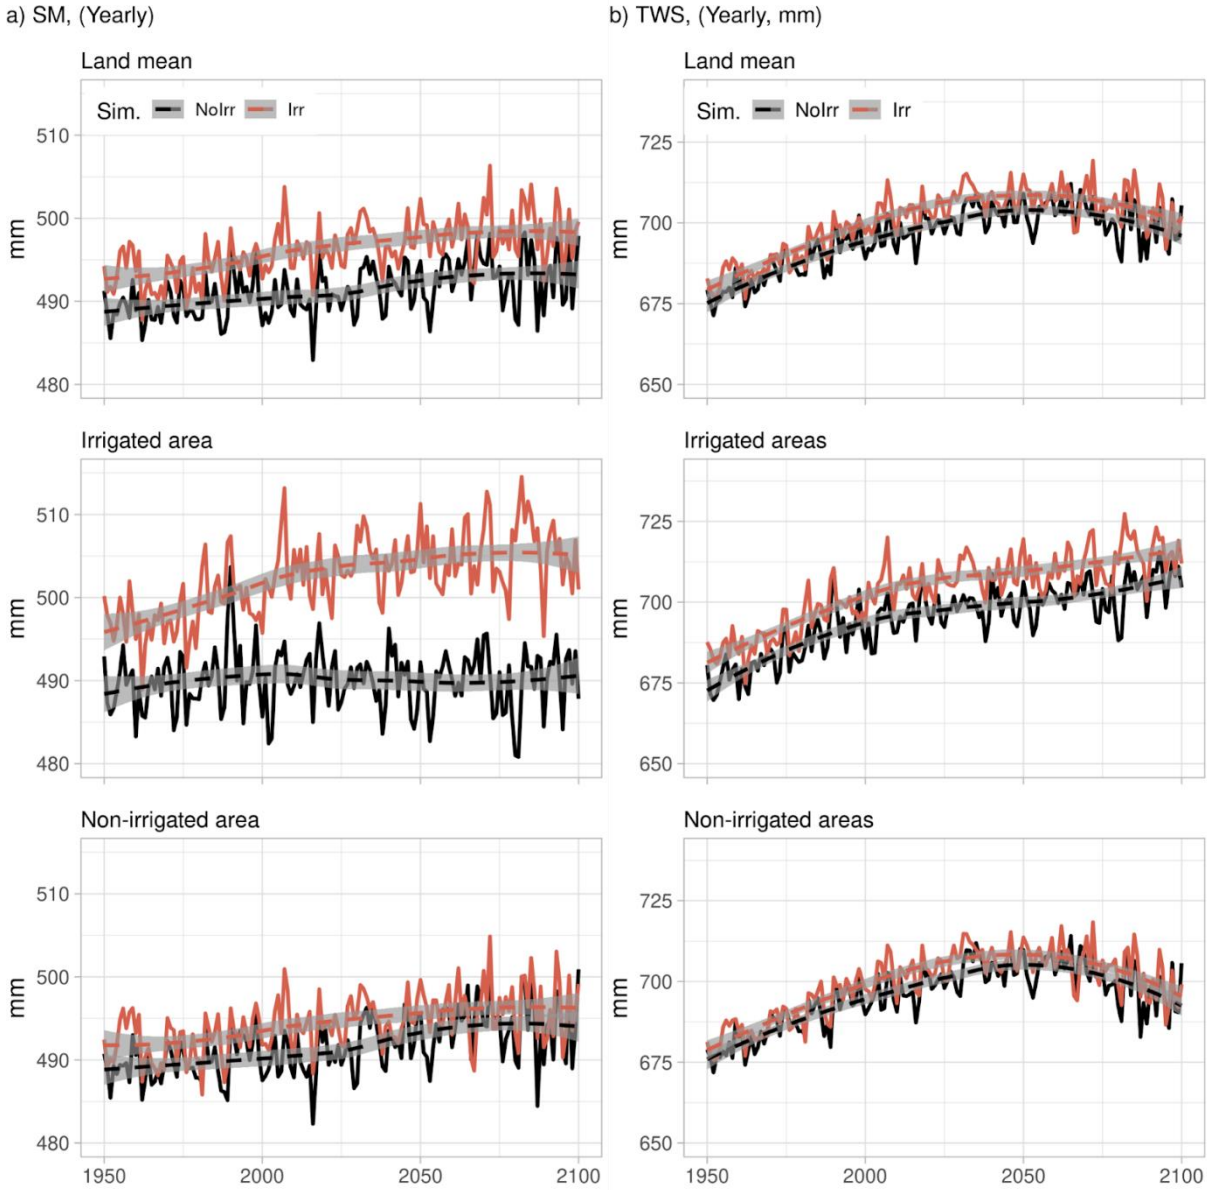 a) SM, (Yearly)
Land mean
Sim. NoIrr Irr
510
500
490
480
mm
Irrigated area
510
500
490
480
mm
Non-irrigated area
510
500
490
480
mm
1950 2000 2050 2100
b) TWS, (Yearly, mm)
Land mean
Sim. NoIrr Irr
725
700
675
650
mm
Irrigated areas
725
700
675
650
mm
Non-irrigated areas
725
700
675
650
mm
1950 2000 2050 2100